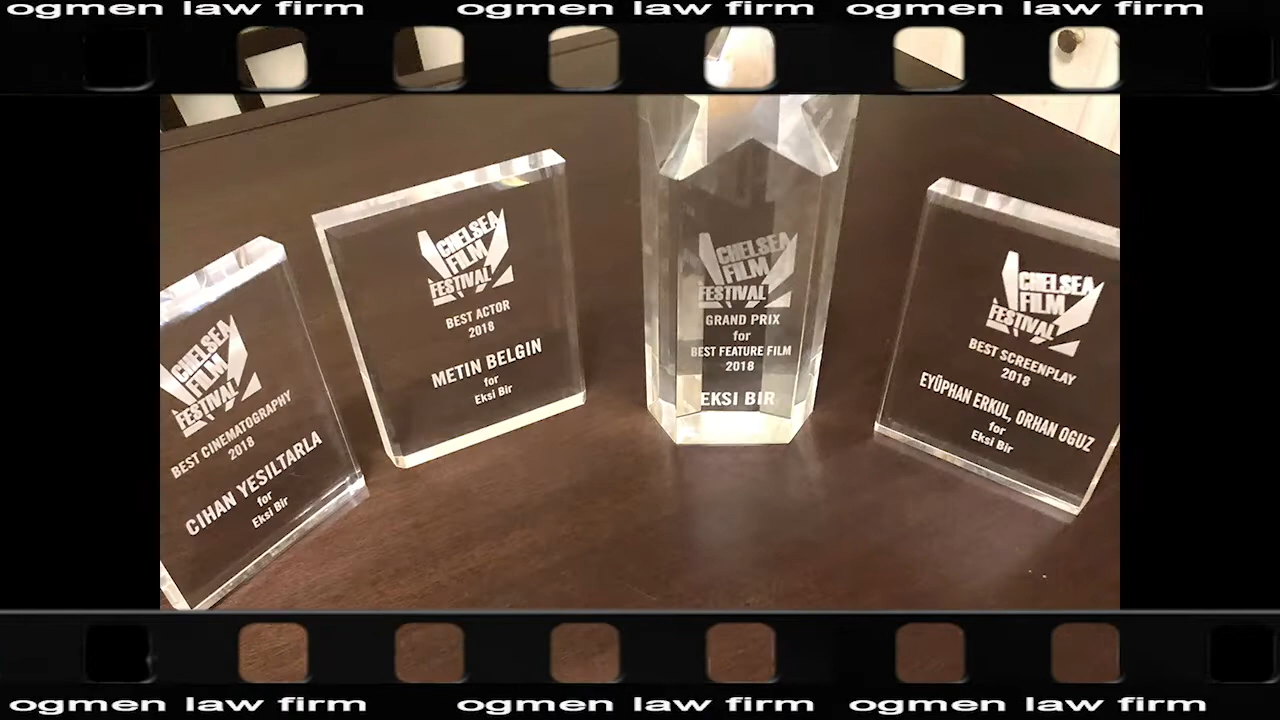 ogmen law firm ogmen law firm ogmen law firm
CHELSEA
FILM
FESTIVAL
BEST CINEMATOGRAPHY
2018
CIHAN YESILTARLA
for
Eksi Bir
CHELSEA
FILM
FESTIVAL
BEST ACTOR
2018
METIN BELGIN
for
Eksi Bir
CHELSEA
FILM
FESTIVAL
GRAND PRIX
for
BEST FEATURE FILM
2018
EKSI BIR
CHELSEA
FILM
FESTIVAL
BEST SCREENPLAY
2018
EYÜPHAN ERKUL, ORHAN OGUZ
for
Eksi Bir
ogmen law firm ogmen law firm ogmen law firm